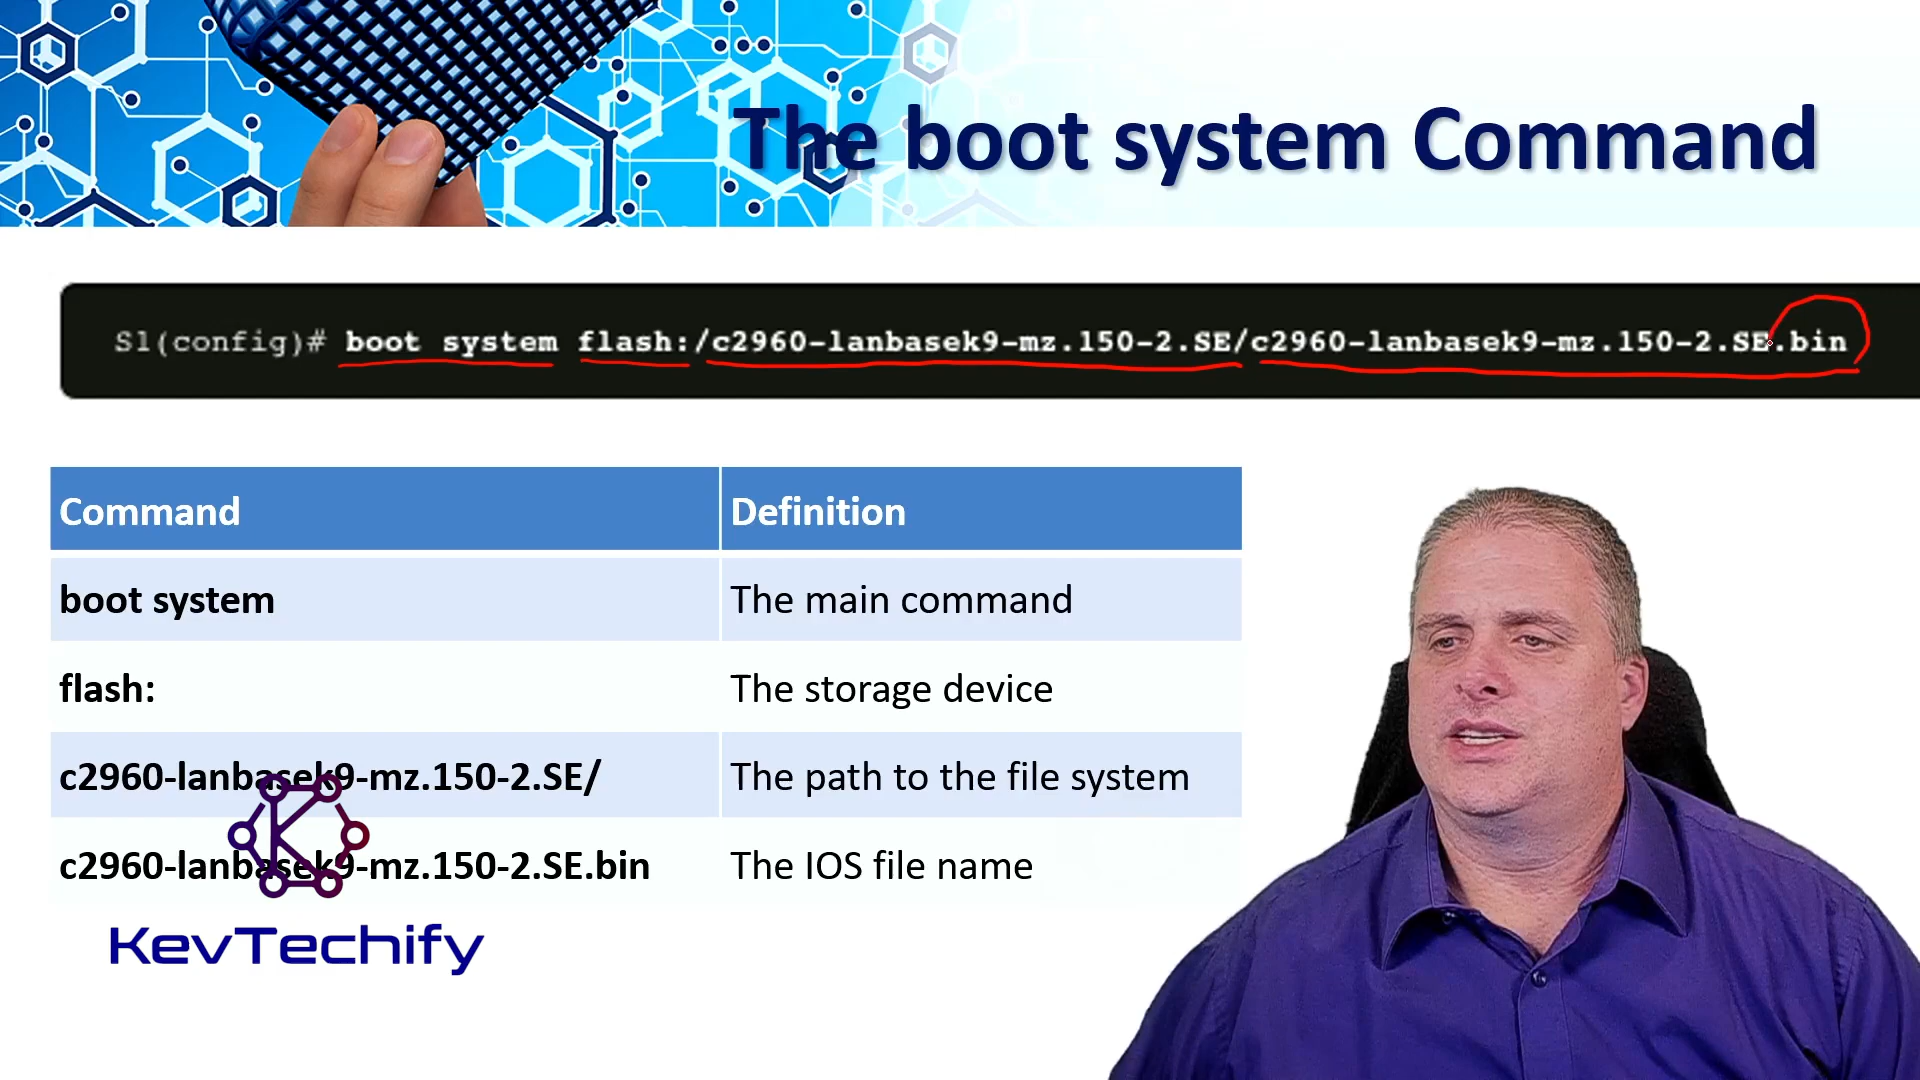 The boot system Command
S1(config)# boot system flash:/c2960-lanbasek9-mz.150-2.SE/c2960-lanbasek9-mz.150-2.SE.bin
Command Definition
boot system The main command
flash: The storage device
c2960-lanbasek9-mz.150-2.SE/ The path to the file system
c2960-lanbasek9-mz.150-2.SE.bin The IOS file name
KevTechify